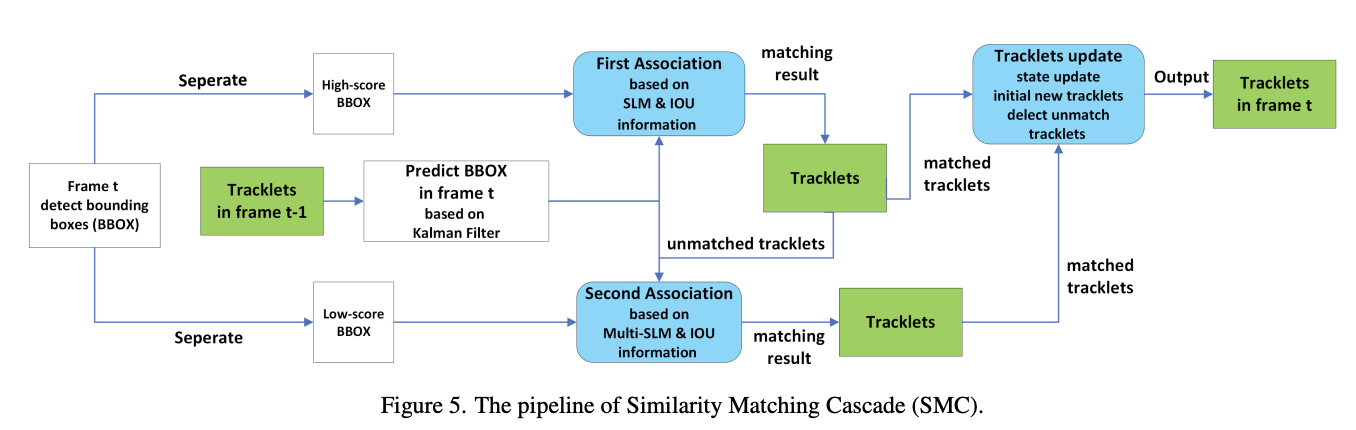 Seperate
High-score
BBOX
First Association
based on
SLM & IOU
information
matching
result
Tracklets update
state update
initial new tracklets
delect unmatch
tracklets
Output
Tracklets
in frame t
Frame t
detect bounding
boxes (BBOX)
Tracklets
in frame t-1
Predict BBOX
in frame t
based on
Kalman Filter
Tracklets
matched
tracklets
unmatched tracklets
Seperate
Low-score
BBOX
Second Association
based on
Multi-SLM & IOU
information
matching
result
Tracklets
matched
tracklets
Figure 5. The pipeline of Similarity Matching Cascade (SMC).